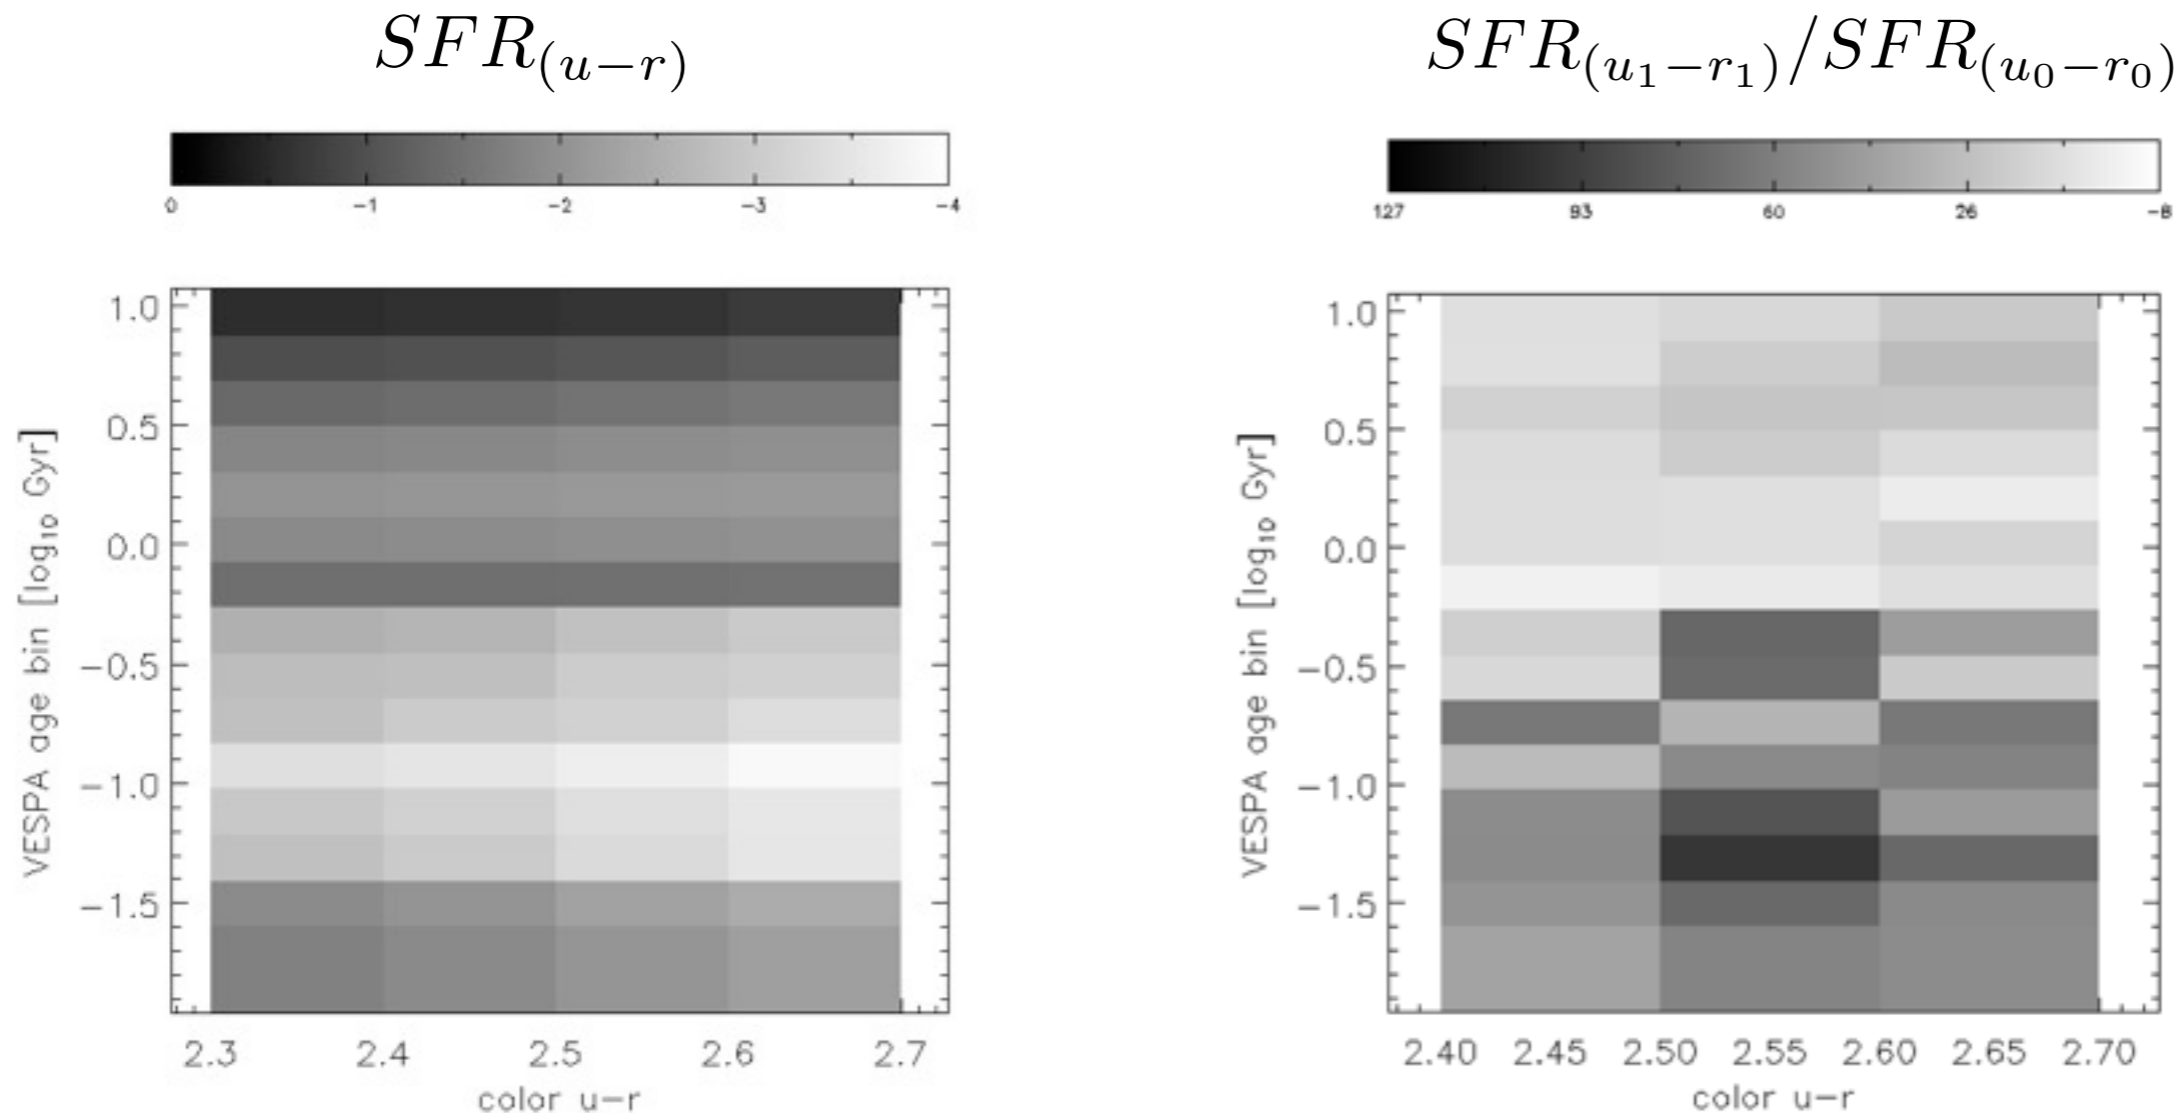 SFR(u−r)
0 −1 −2 −3 −4
1.0
0.5
0.0
−0.5
−1.0
−1.5
VESPA age bin [log10 Gyr]
2.3 2.4 2.5 2.6 2.7
color u−r
SFR(u1−r1)/SFR(u0−r0)
127 93 60 26 −8
1.0
0.5
0.0
−0.5
−1.0
−1.5
VESPA age bin [log10 Gyr]
2.40 2.45 2.50 2.55 2.60 2.65 2.70
color u−r